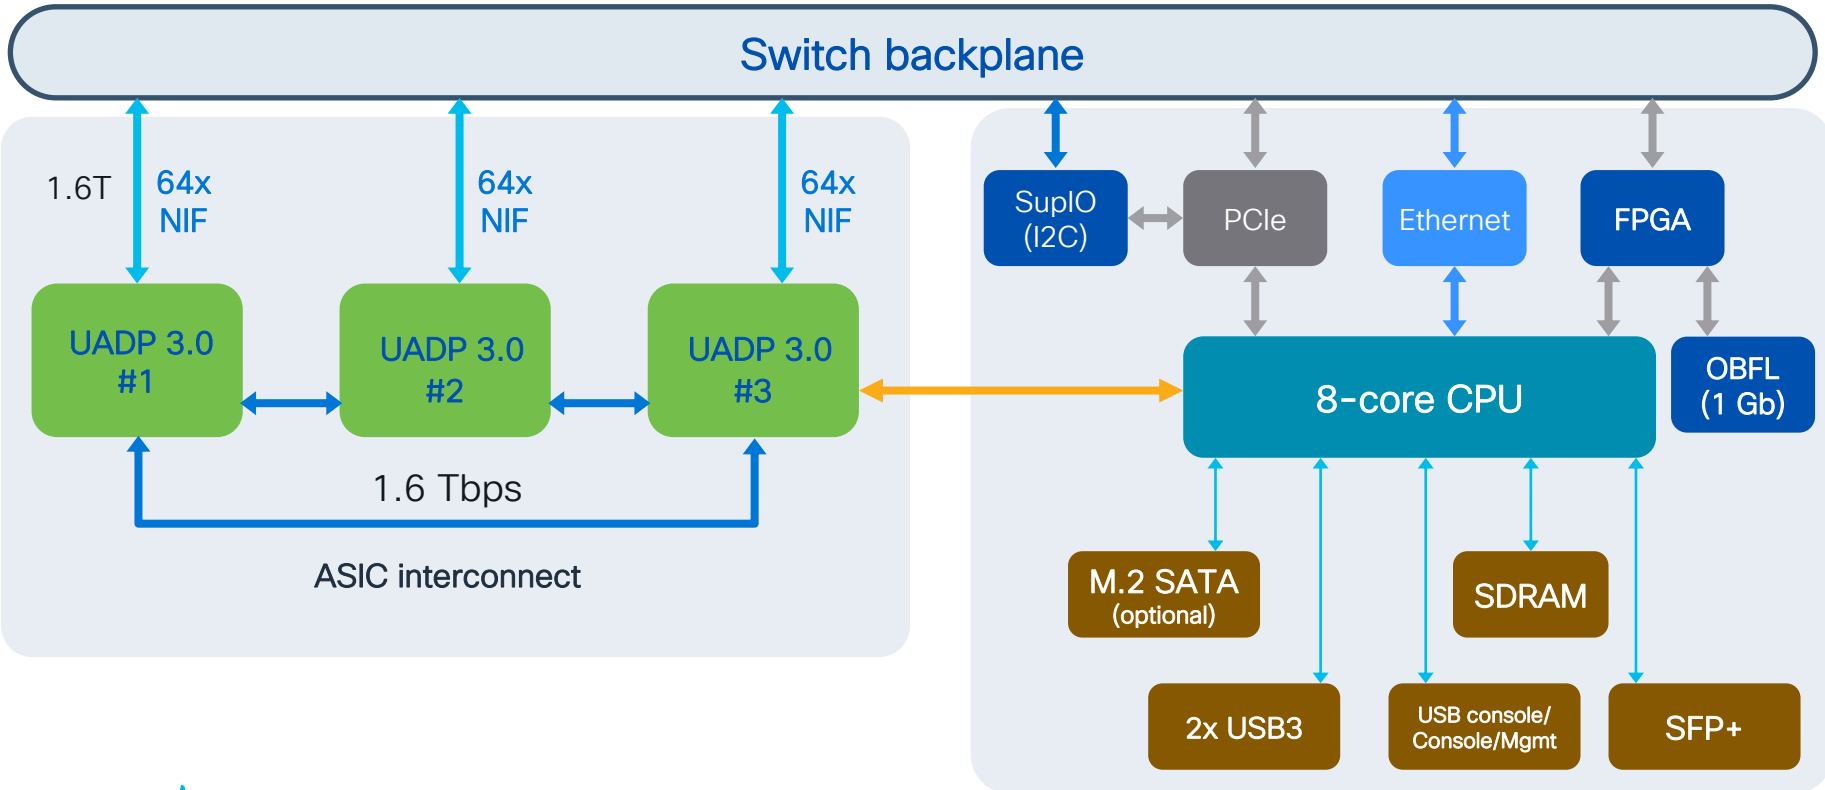 Switch backplane
1.6T
64x
NIF
64x
NIF
64x
NIF
SupIO
(I2C)
PCIe
Ethernet
FPGA
UADP 3.0
#1
UADP 3.0
#2
UADP 3.0
#3
8-core CPU
OBFL
(1 Gb)
1.6 Tbps
ASIC interconnect
M.2 SATA
(optional)
SDRAM
2x USB3
USB console/
Console/Mgmt
SFP+